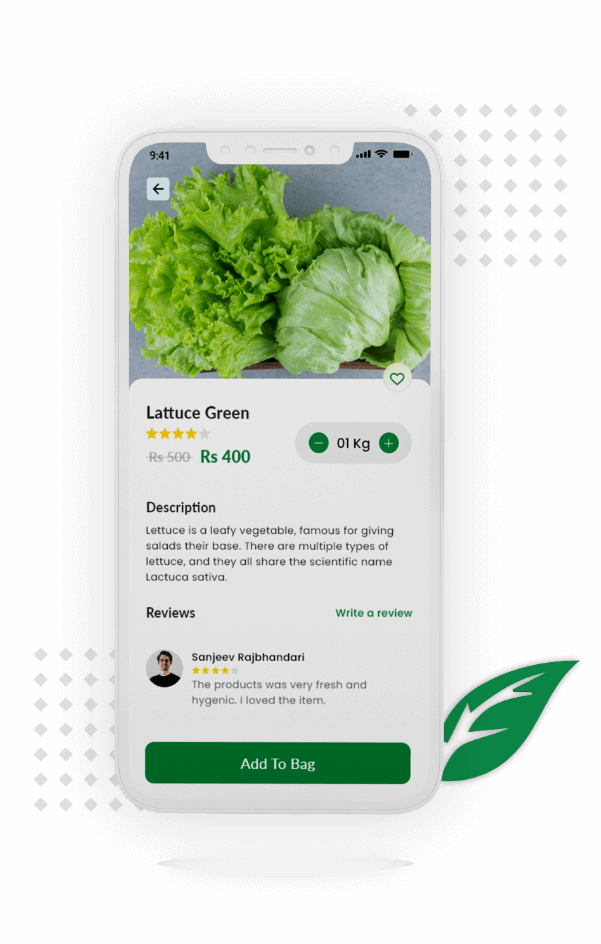 9:41
Lattuce Green
Rs 500 Rs 400
01 Kg
Description
Lettuce is a leafy vegetable, famous for giving
salads their base. There are multiple types of
lettuce, and they all share the scientific name
Lactuca sativa.
Reviews
Write a review
Sanjeev Rajbhandari
The products was very fresh and
hygenic. I loved the item.
Add To Bag